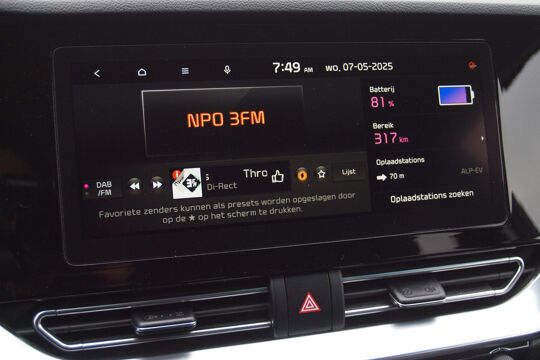 7:49 AM WO, 07-05-2025
NPO 3FM
DAB
/FM
s Thro
Di-Rect
Lijst
Favoriete zenders kunnen als presets worden opgeslagen door
op de ★ op het scherm te drukken.
Batterij
81 %
Bereik
317 km
Oplaadstations
70 m
ALP-EV
Oplaadstations zoeken